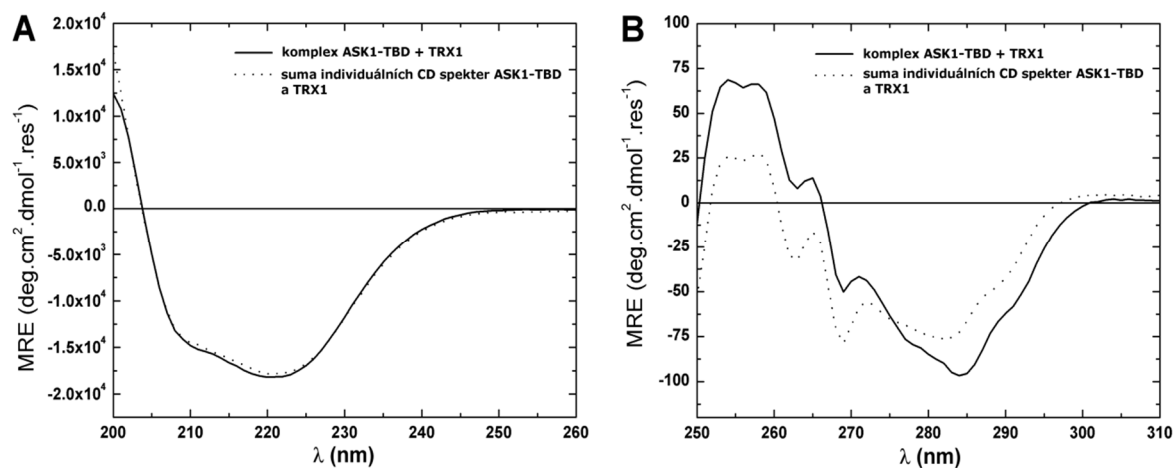 A
komplex ASK1-TBD + TRX1
suma individuálních CD spekter ASK1-TBD
a TRX1
MRE (deg.cm².dmol⁻¹.res⁻¹)
2.0x10⁴
1.5x10⁴
1.0x10⁴
5.0x10³
0.0
-5.0x10³
-1.0x10⁴
-1.5x10⁴
-2.0x10⁴
200 210 220 230 240 250 260
λ (nm)
B
komplex ASK1-TBD + TRX1
suma individuálních CD spekter ASK1-TBD
a TRX1
MRE (deg.cm².dmol⁻¹.res⁻¹)
100
75
50
25
0
-25
-50
-75
-100
250 260 270 280 290 300 310
λ (nm)